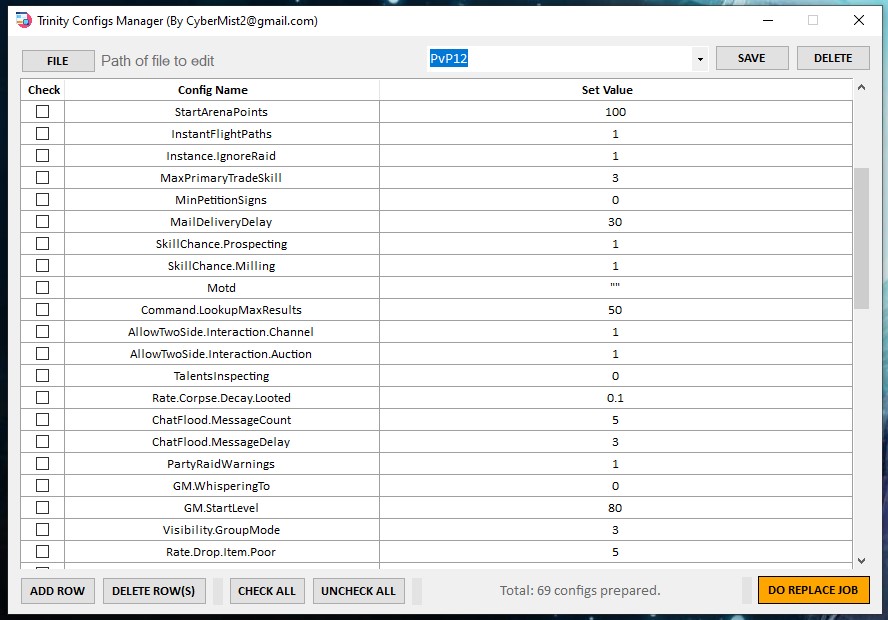 Trinity Configs Manager (By CyberMist2@gmail.com)
FILE Path of file to edit PvP12 SAVE DELETE
Check Config Name Set Value
StartArenaPoints 100
InstantFlightPaths 1
Instance.IgnoreRaid 1
MaxPrimaryTradeSkill 3
MinPetitionSigns 0
MailDeliveryDelay 30
SkillChance.Prospecting 1
SkillChance.Milling 1
Motd ""
Command.LookupMaxResults 50
AllowTwoSide.Interaction.Channel 1
AllowTwoSide.Interaction.Auction 1
TalentsInspecting 0
Rate.Corpse.Decay.Looted 0.1
ChatFlood.MessageCount 5
ChatFlood.MessageDelay 3
PartyRaidWarnings 1
GM.WhisperingTo 0
GM.StartLevel 80
Visibility.GroupMode 3
Rate.Drop.Item.Poor 5
ADD ROW DELETE ROW(S) CHECK ALL UNCHECK ALL Total: 69 configs prepared. DO REPLACE JOB